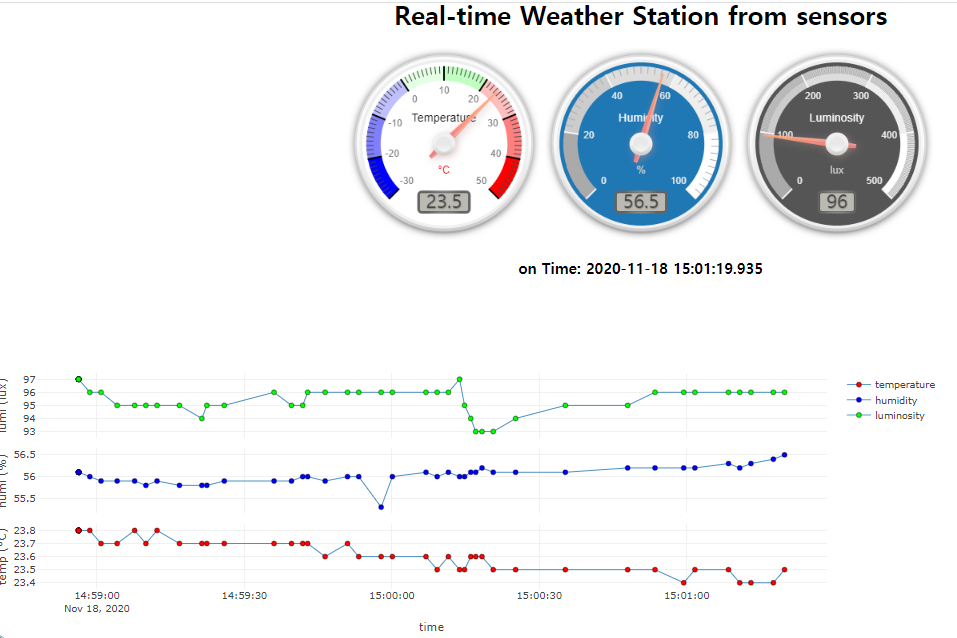 Real-time Weather Station from sensors
-30 -20 -10 0 10 20 30 40 50
Temperature
°C
23.5
0 20 40 60 80 100
Humidity
%
56.5
0 100 200 300 400 500
Luminosity
lux
96
on Time: 2020-11-18 15:01:19.935
lumi (lux)
97
96
95
94
93
humi (%)
56.5
56
55.5
temp (°C)
23.8
23.7
23.6
23.5
23.4
14:59:00 14:59:30 15:00:00 15:00:30 15:01:00
Nov 18, 2020
time
temperature
humidity
luminosity